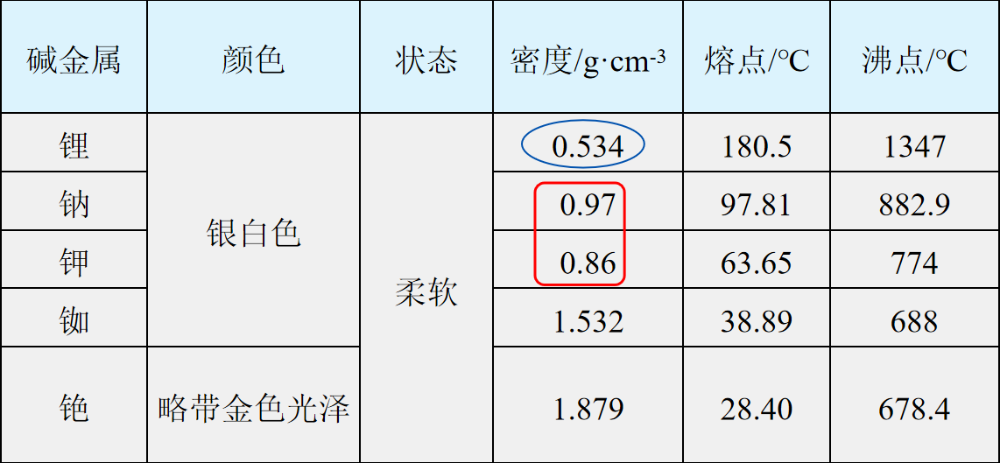 碱金属 颜色 状态 密度/g·cm-3 熔点/℃ 沸点/℃
锂 0.534 180.5 1347
钠 0.97 97.81 882.9
银白色
钾 0.86 63.65 774
柔软
铷 1.532 38.89 688
铯 略带金色光泽 1.879 28.40 678.4